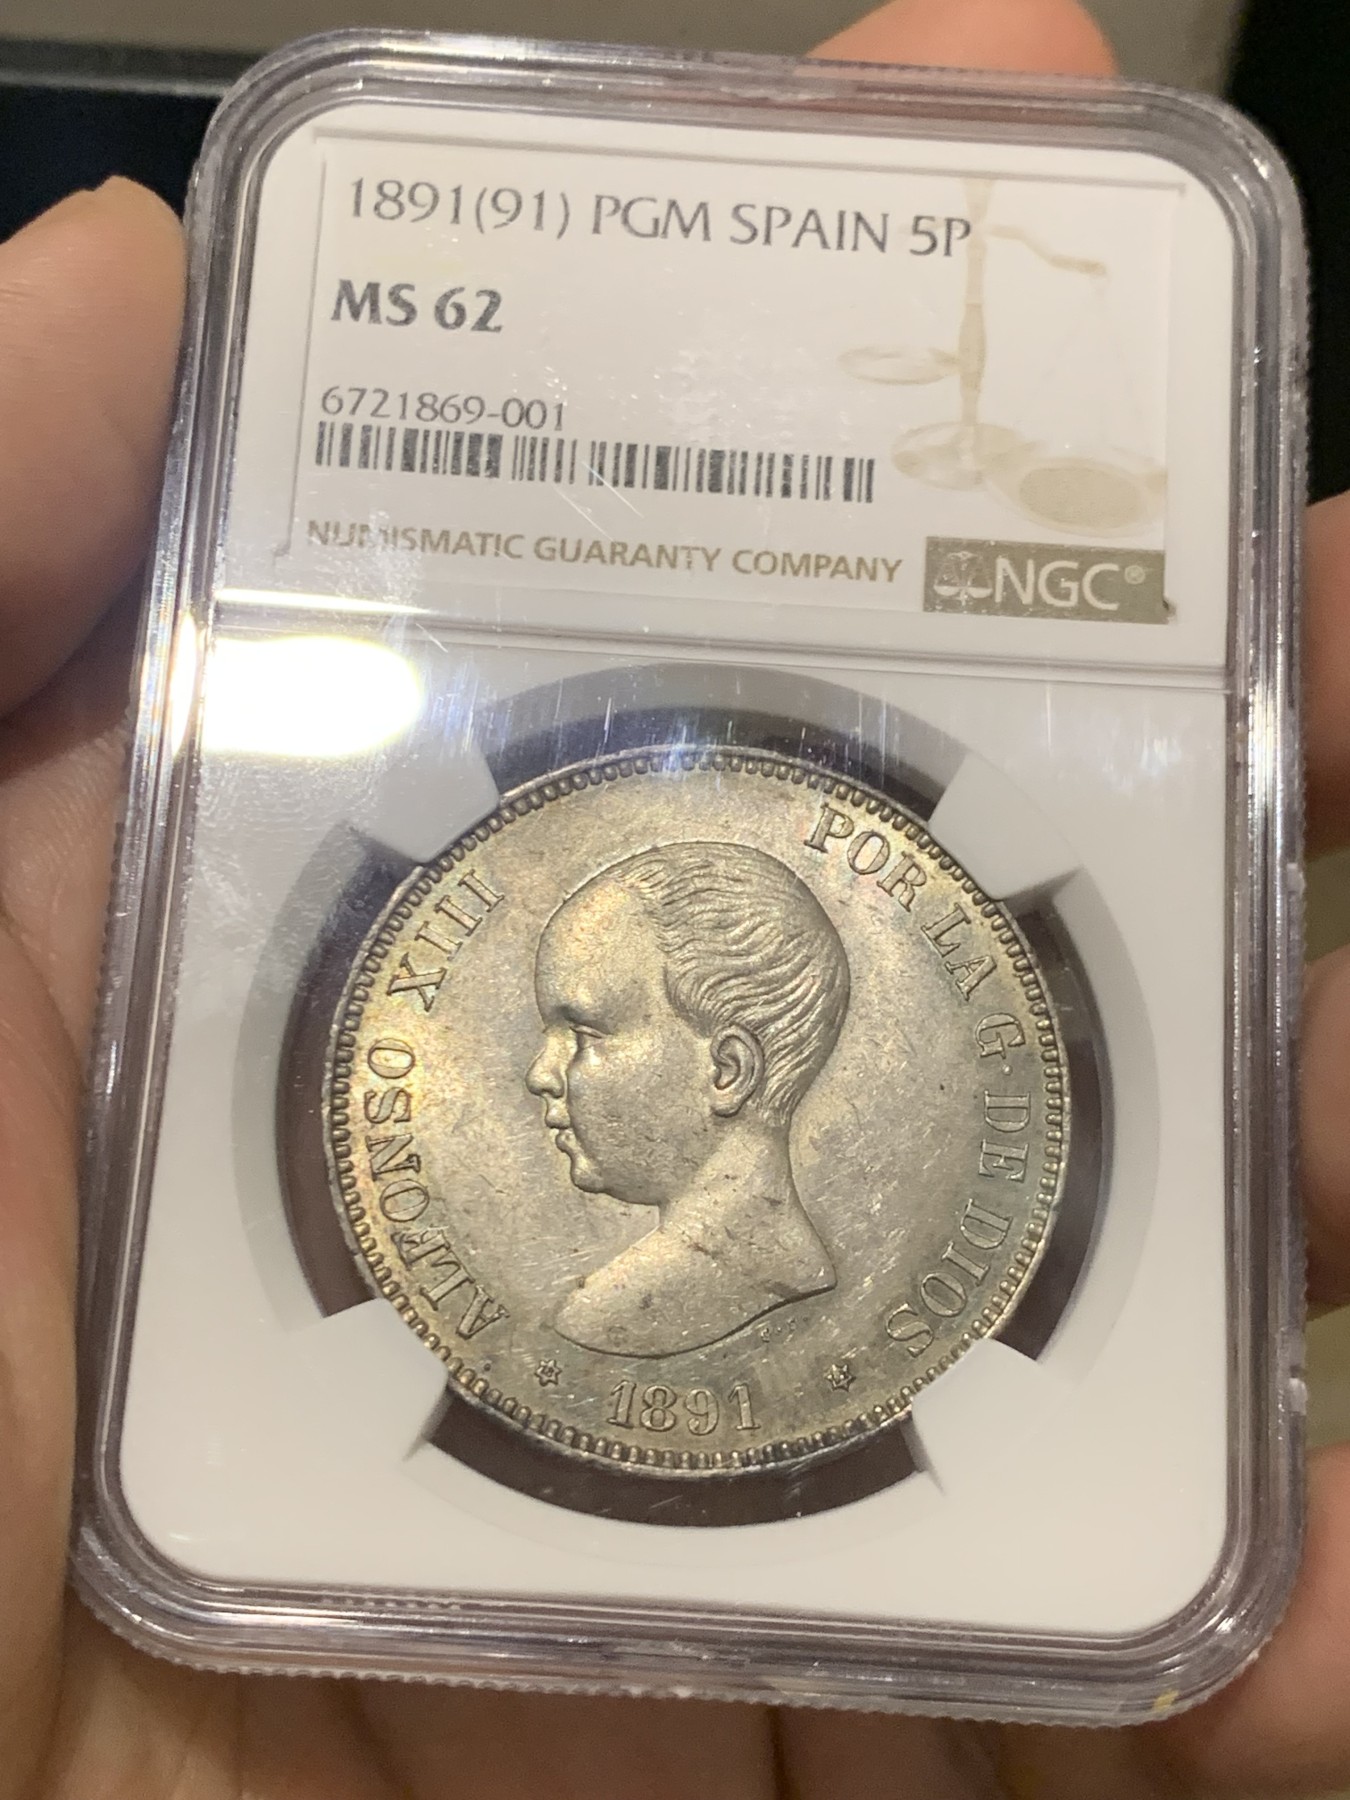 1891(91) PGM SPAIN 5P
MS 62
6721869-001
NUMISMATIC GUARANTY COMPANY
NGC®
ALFONSO XIII POR LA G. DE DIOS
1891